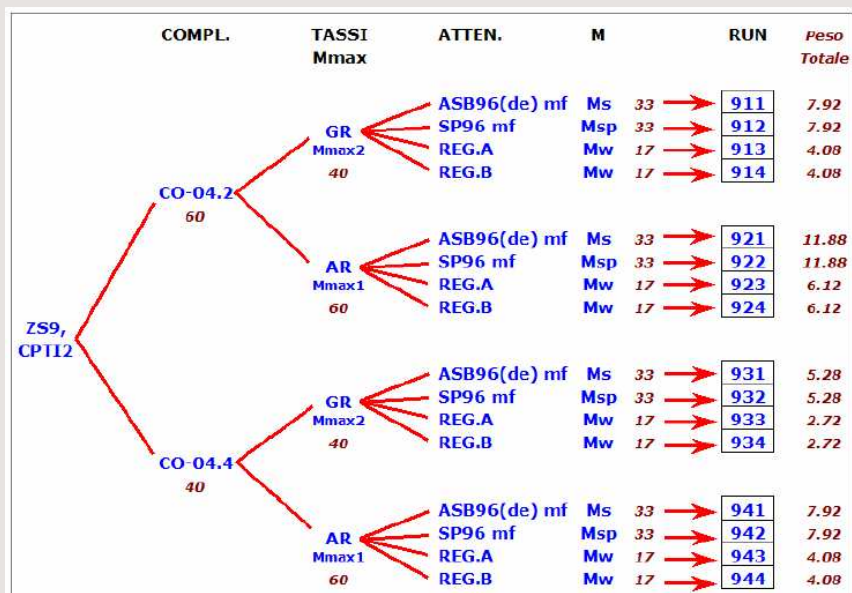 COMPL. TASSI ATTEN. M RUN Peso
Mmax Totale
ASB96(de) mf Ms 33 911 7.92
GR SP96 mf Msp 33 912 7.92
Mmax2 REG.A Mw 17 913 4.08
40 REG.B Mw 17 914 4.08
CO-04.2
60
ASB96(de) mf Ms 33 921 11.88
AR SP96 mf Msp 33 922 11.88
Mmax1 REG.A Mw 17 923 6.12
60 REG.B Mw 17 924 6.12
ZS9,
CPTI2
ASB96(de) mf Ms 33 931 5.28
GR SP96 mf Msp 33 932 5.28
Mmax2 REG.A Mw 17 933 2.72
40 REG.B Mw 17 934 2.72
CO-04.4
40
ASB96(de) mf Ms 33 941 7.92
AR SP96 mf Msp 33 942 7.92
Mmax1 REG.A Mw 17 943 4.08
60 REG.B Mw 17 944 4.08